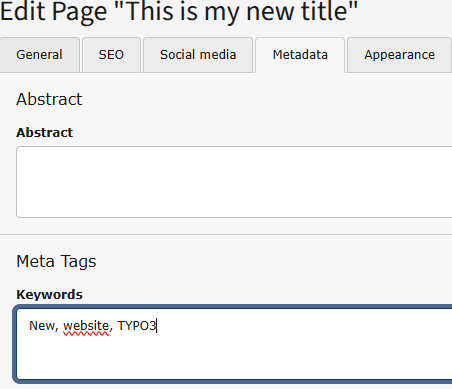 Edit Page "This is my new title"
General
SEO
Social media
Metadata
Appearance
Abstract
Abstract
Meta Tags
Keywords
New, website, TYPO3